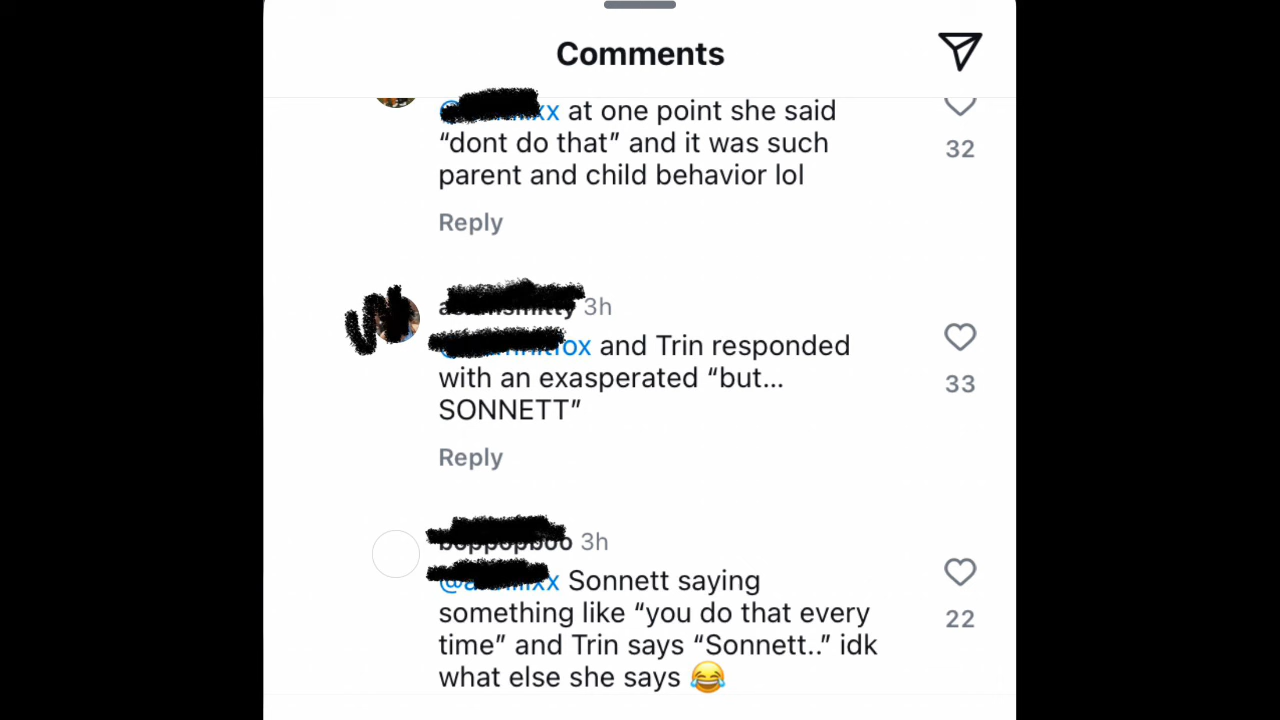 Comments
at one point she said
“dont do that” and it was such
parent and child behavior lol
32
Reply
3h
and Trin responded
with an exasperated “but...
SONNETT”
33
Reply
3h
Sonnett saying
something like “you do that every
time” and Trin says “Sonnett..” idk
what else she says 😂
22